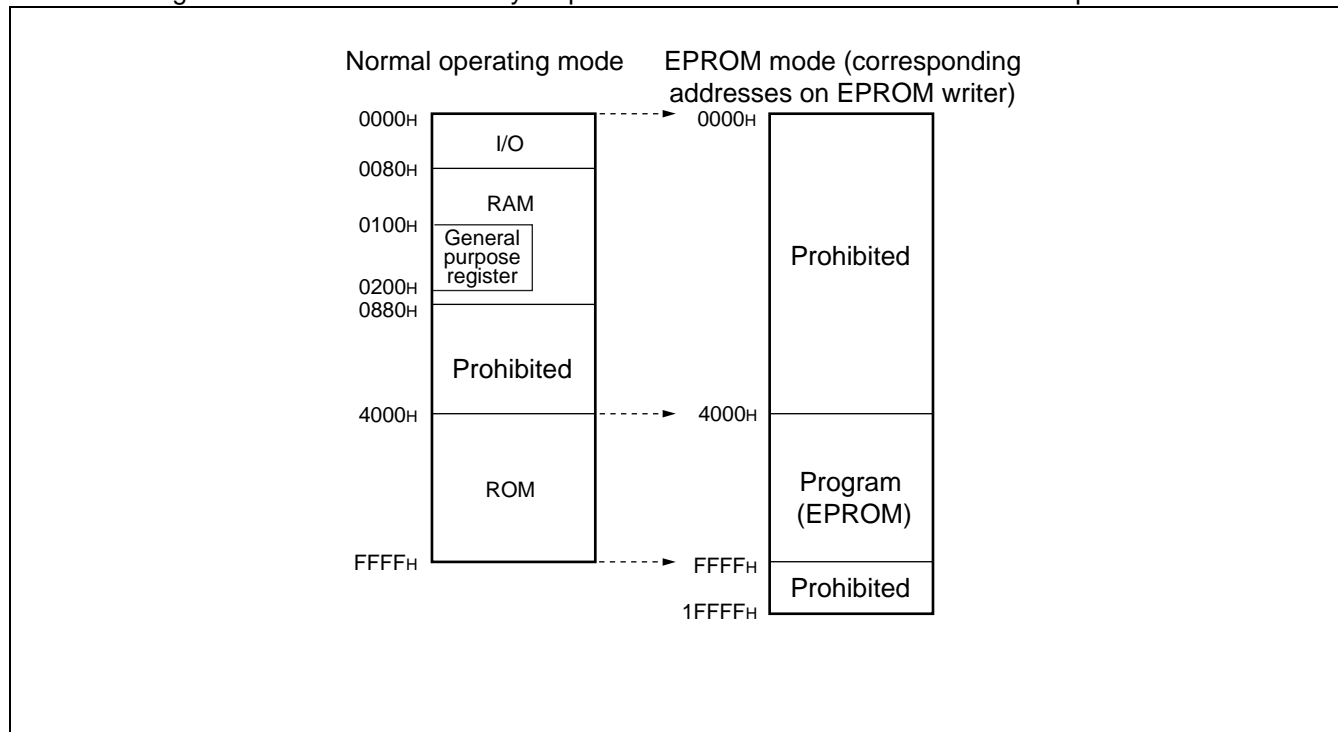 Normal operating mode
EPROM mode (corresponding
addresses on EPROM writer)
0000H
I/O
0080H
RAM
0100H
General
purpose
register
0200H
0880H
Prohibited
4000H
ROM
FFFFH
0000H
Prohibited
4000H
Program
(EPROM)
FFFFH
Prohibited
1FFFFH